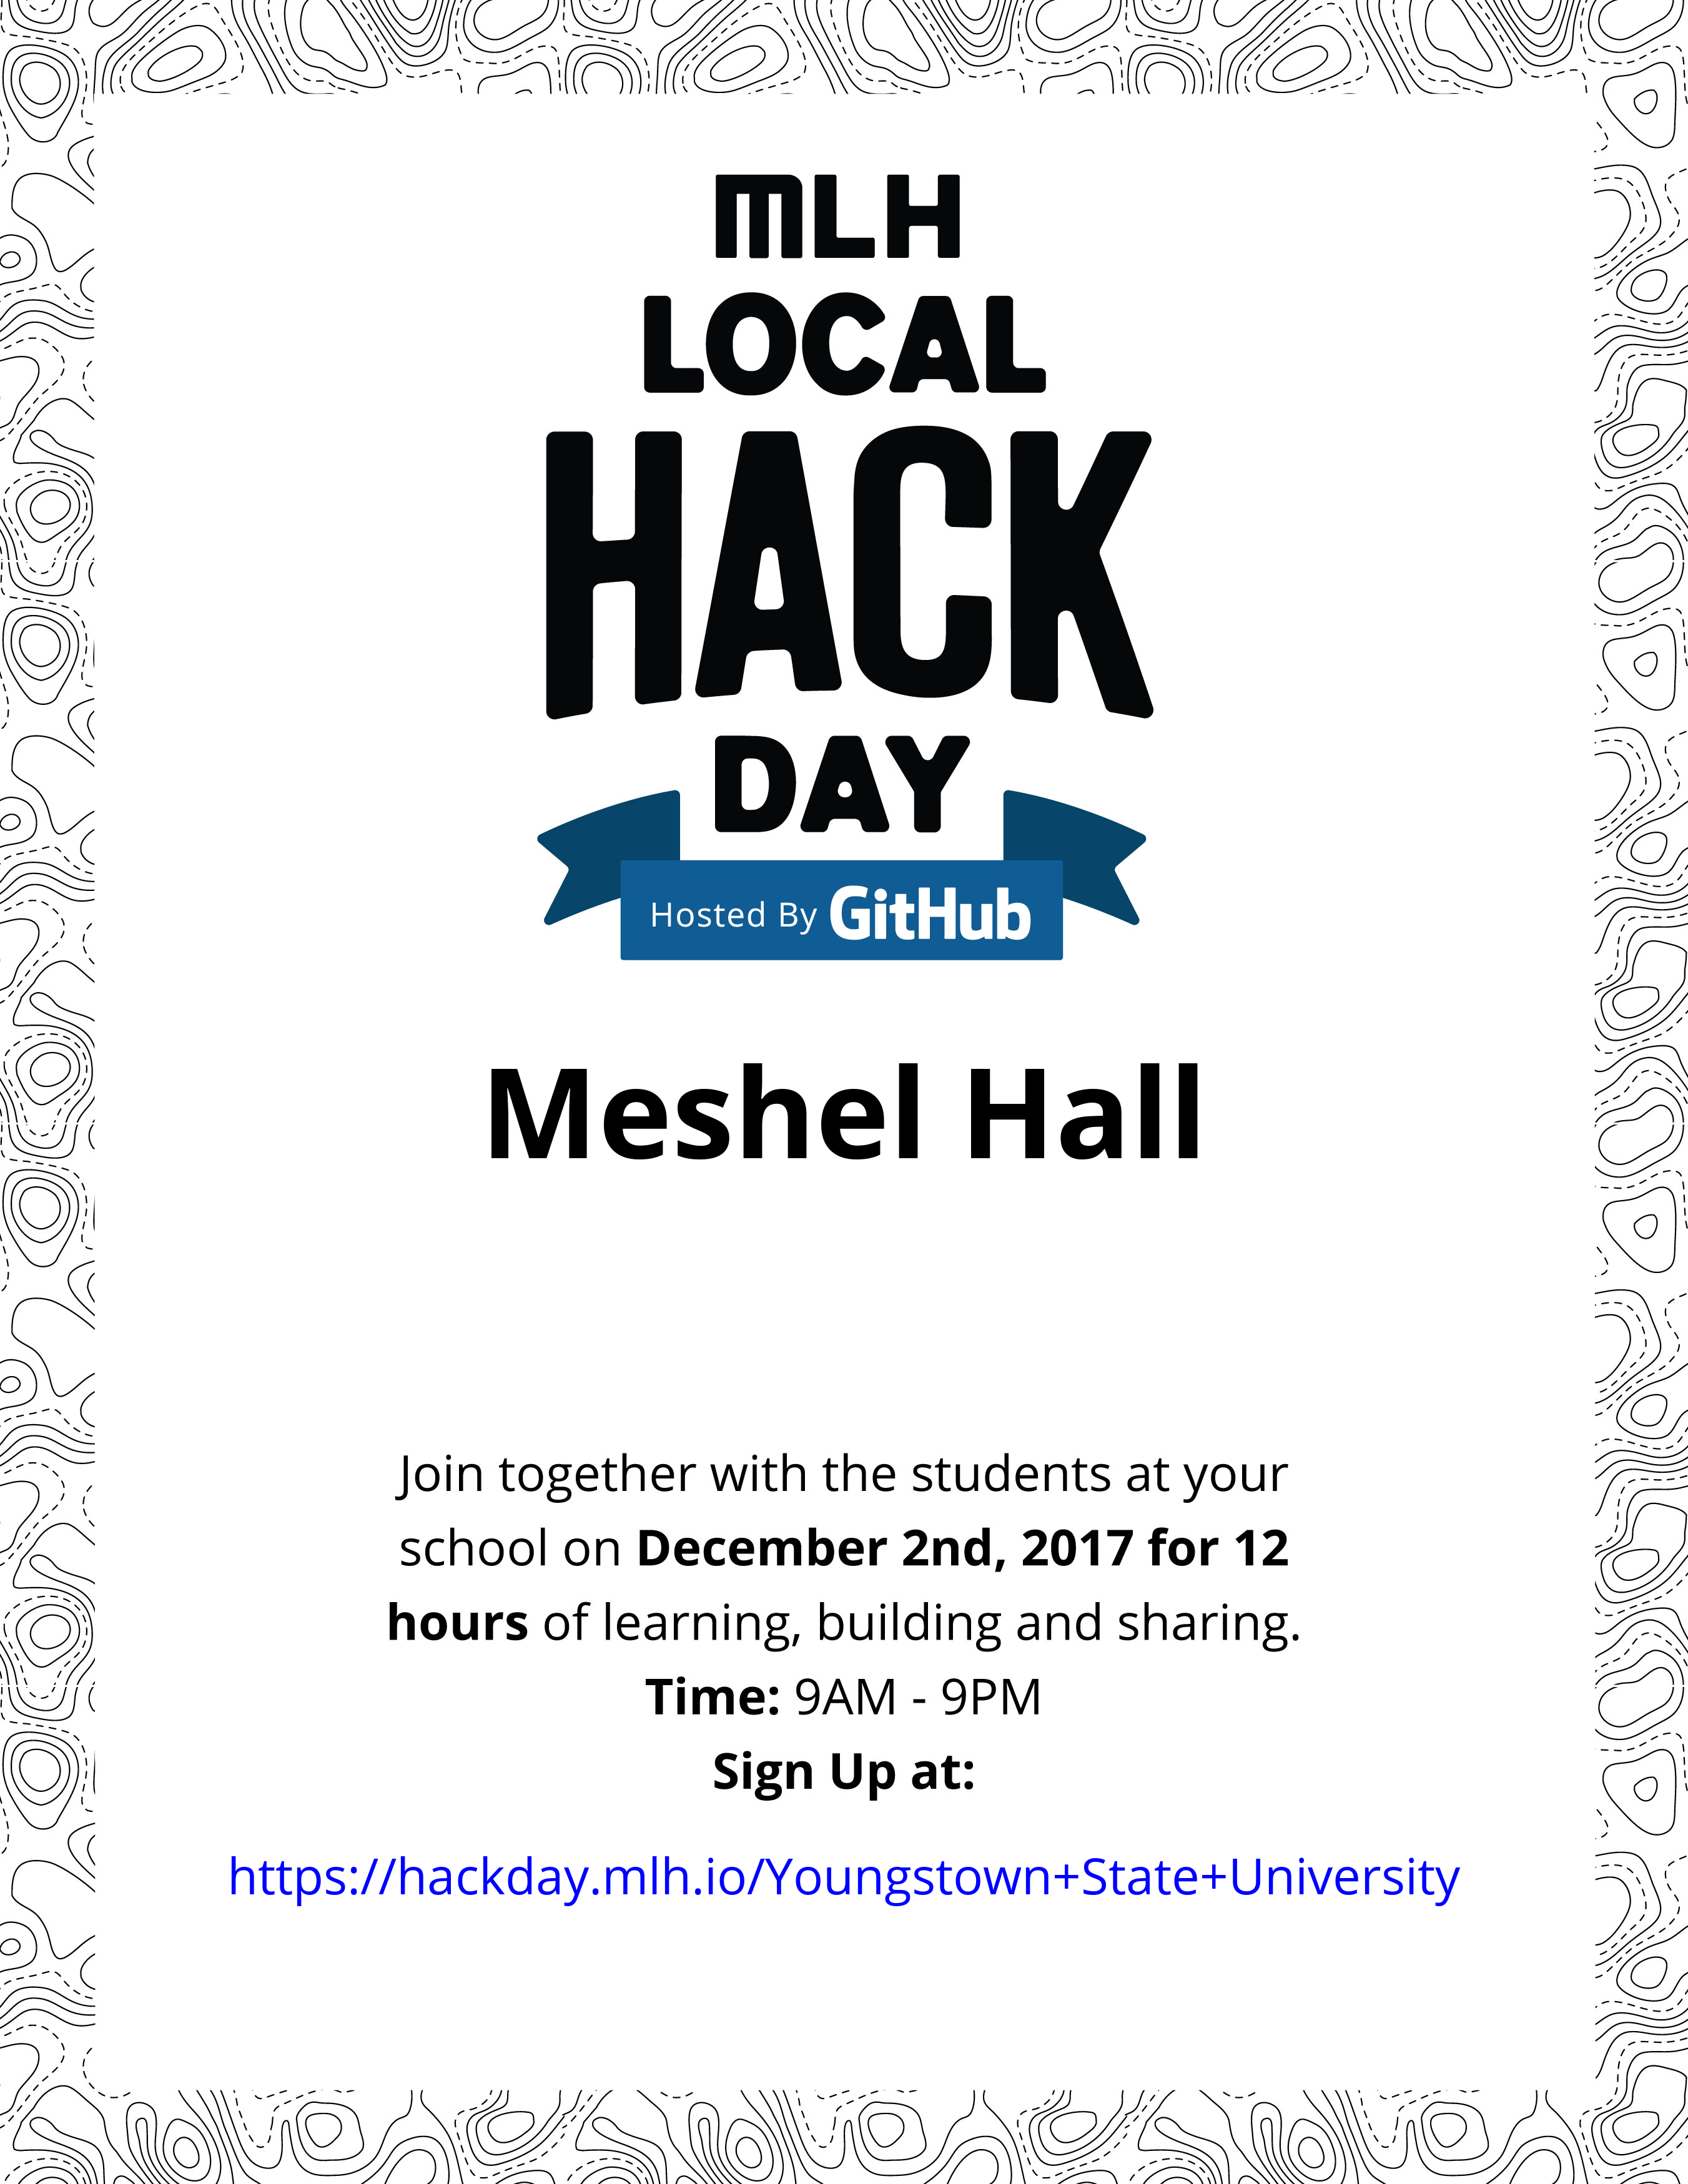 MLH
LOCAL
HACK
DAY
Hosted By GitHub
Meshel Hall
Join together with the students at your
school on December 2nd, 2017 for 12
hours of learning, building and sharing.
Time: 9AM - 9PM
Sign Up at:
https://hackday.mlh.io/Youngstown+State+University